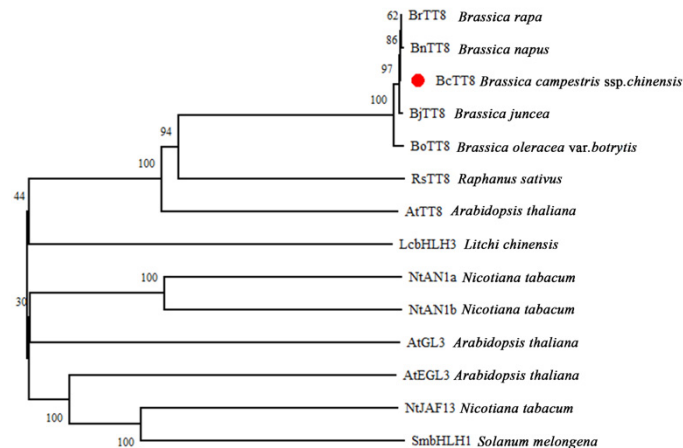 62 BrTT8 Brassica rapa
86 BnTT8 Brassica napus
97 BcTT8 Brassica campestris ssp.chinensis
100 BjTT8 Brassica juncea
94 BoTT8 Brassica oleracea var.botrytis
100 RsTT8 Raphanus sativus
44 AtTT8 Arabidopsis thaliana
LcbHLH3 Litchi chinensis
100 NtAN1a Nicotiana tabacum
30 NtAN1b Nicotiana tabacum
AtGL3 Arabidopsis thaliana
AtEGL3 Arabidopsis thaliana
100 NtJAF13 Nicotiana tabacum
100 SmbHLH1 Solanum melongena